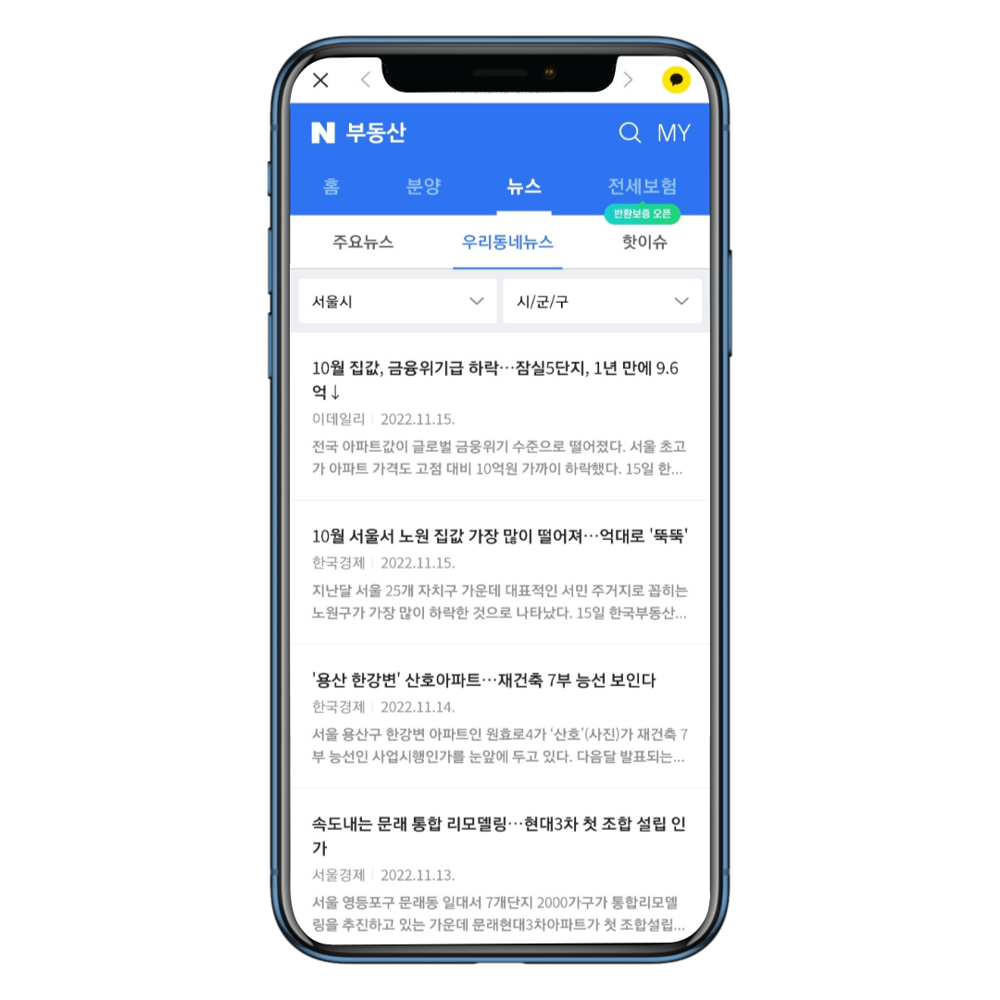 N 부동산
MY
홈 분양 뉴스 전세보험
반환보증 오픈
주요뉴스 우리동네뉴스 핫이슈
서울시 시/군/구
10월 집값, 금융위기급 하락…잠실5단지, 1년 만에 9.6
억↓
이데일리 2022.11.15.
전국 아파트값이 글로벌 금융위기 수준으로 떨어졌다. 서울 초고
가 아파트 가격도 고점 대비 10억원 가까이 하락했다. 15일 한...
10월 서울서 노원 집값 가장 많이 떨어져…억대로 '뚝뚝'
한국경제 2022.11.15.
지난달 서울 25개 자치구 가운데 대표적인 서민 주거지로 꼽히는
노원구가 가장 많이 하락한 것으로 나타났다. 15일 한국부동산...
'용산 한강변' 산호아파트…재건축 7부 능선 보인다
한국경제 2022.11.14.
서울 용산구 한강변 아파트인 원효로4가 ‘산호’(사진)가 재건축 7
부 능선인 사업시행인가를 눈앞에 두고 있다. 다음달 발표되는...
속도내는 문래 통합 리모델링…현대3차 첫 조합 설립 인
가
서울경제 2022.11.13.
서울 영등포구 문래동 일대서 7개단지 2000가구가 통합리모델
링을 추진하고 있는 가운데 문래현대3차아파트가 첫 조합설립...